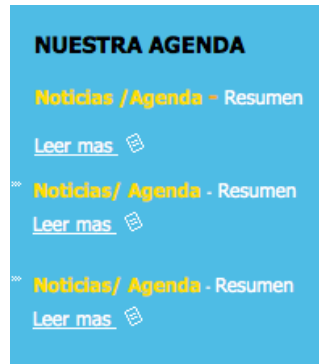 NUESTRA AGENDA
Noticias /Agenda - Resumen
Leer mas
Noticias/ Agenda - Resumen
Leer mas
Noticias/ Agenda - Resumen
Leer mas